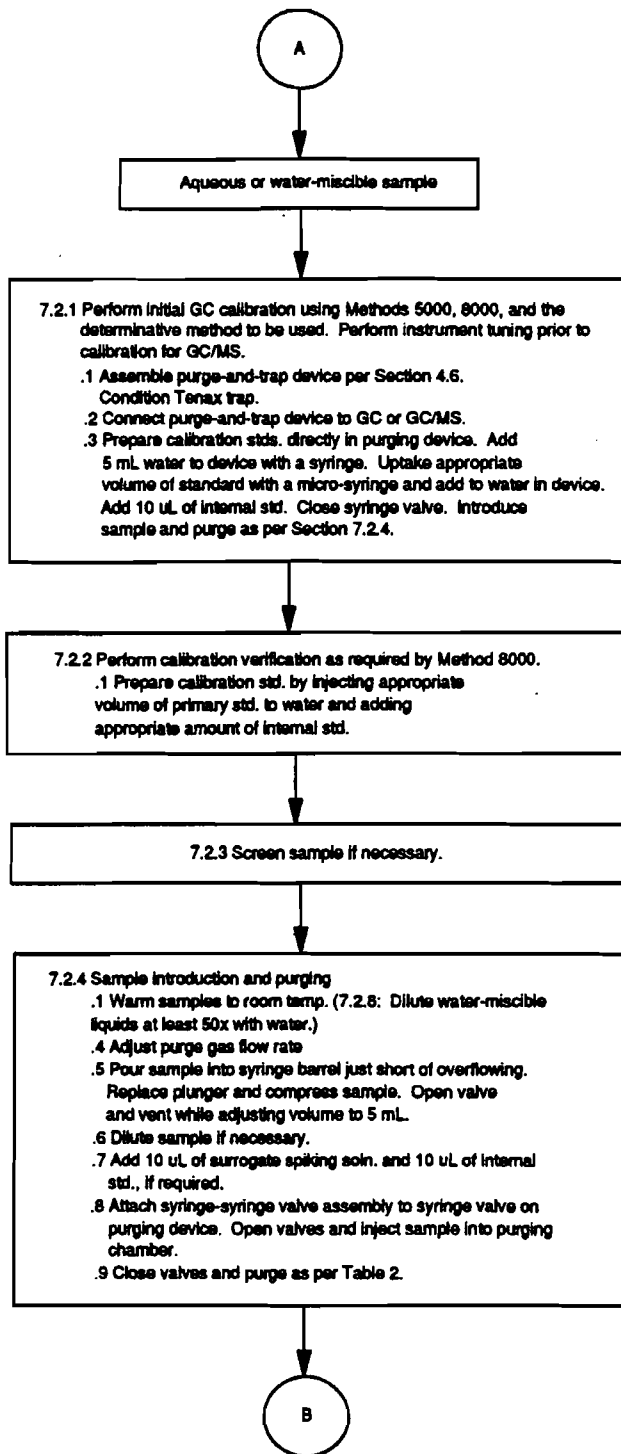 A
Aqueous or water-miscible sample
7.2.1 Perform initial GC calibration using Methods 5000, 8000, and the
determinative method to be used. Perform instrument tuning prior to
calibration for GC/MS.
.1 Assemble purge-and-trap device per Section 4.6.
Condition Tenax trap.
.2 Connect purge-and-trap device to GC or GC/MS.
.3 Prepare calibration stds. directly in purging device. Add
5 mL water to device with a syringe. Uptake appropriate
volume of standard with a micro-syringe and add to water in device.
Add 10 uL of internal std. Close syringe valve. Introduce
sample and purge as per Section 7.2.4.
7.2.2 Perform calibration verification as required by Method 8000.
.1 Prepare calibration std. by injecting appropriate
volume of primary std. to water and adding
appropriate amount of internal std.
7.2.3 Screen sample if necessary.
7.2.4 Sample introduction and purging
.1 Warm samples to room temp. (7.2.8: Dilute water-miscible
liquids at least 50x with water.)
.4 Adjust purge gas flow rate
.5 Pour sample into syringe barrel just short of overflowing.
Replace plunger and compress sample. Open valve
and vent while adjusting volume to 5 mL.
.6 Dilute sample if necessary.
.7 Add 10 uL of surrogate spiking soln. and 10 uL of internal
std., if required.
.8 Attach syringe-syringe valve assembly to syringe valve on
purging device. Open valves and inject sample into purging
chamber.
.9 Close valves and purge as per Table 2.
B